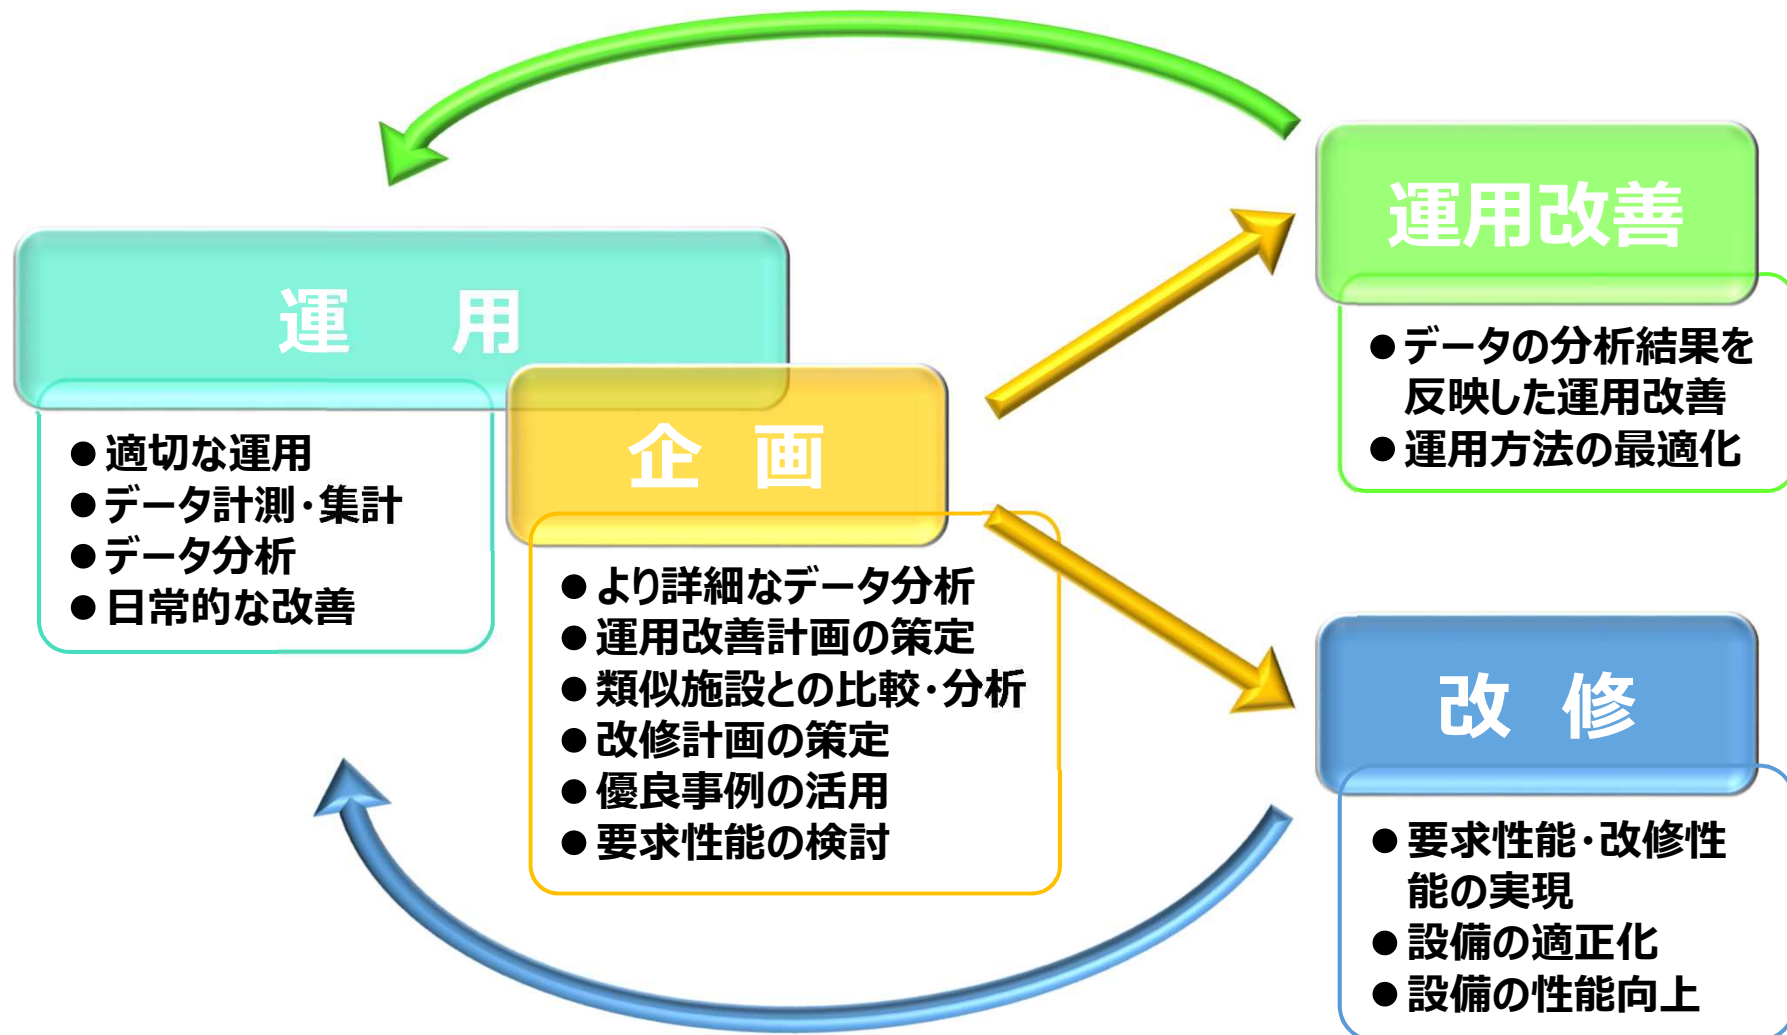 運用
●適切な運用
●データ計測･集計
●データ分析
●日常的な改善
企画
●より詳細なデータ分析
●運用改善計画の策定
●類似施設との比較･分析
●改修計画の策定
●優良事例の活用
●要求性能の検討
運用改善
●データの分析結果を
反映した運用改善
●運用方法の最適化
改修
●要求性能･改修性
能の実現
●設備の適正化
●設備の性能向上